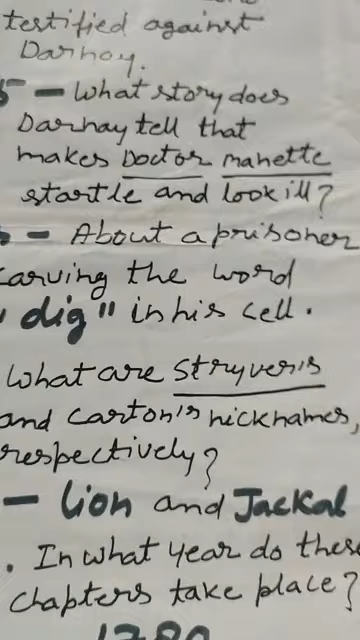 testified against
Darnay.
5 - What story does
Darnay tell that
makes Doctor manette
startle and look ill?
- About a prisoner
carving the word
"dig" in his cell.
What are Stryver's
and carton's nicknames,
respectively?
- lion and Jackal
. In what year do these
chapters take place?
1780